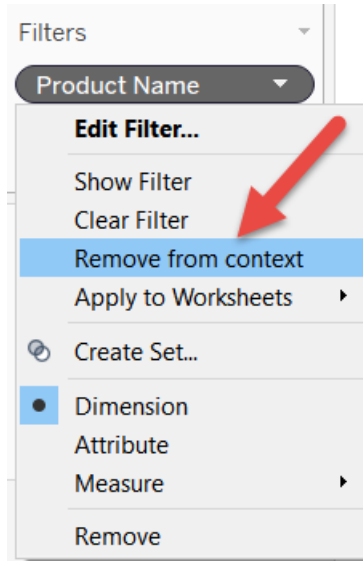 Filters
Product Name
Edit Filter...
Show Filter
Clear Filter
Remove from context
Apply to Worksheets
Create Set...
Dimension
Attribute
Measure
Remove